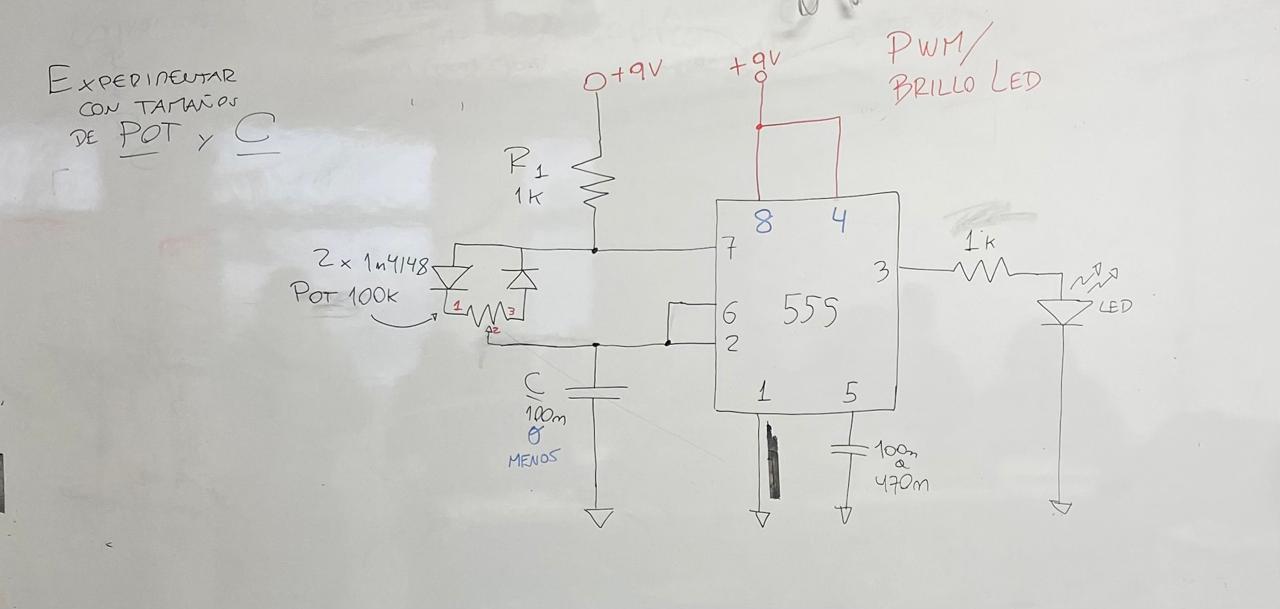 EXPERIMENTAR
CON TAMAÑOS
DE POT Y C
+9V
+9V
PWM/
BRILLO LED
R1
1K
8
4
7
1k
3
2x 1n4148
POT 100k
1
3
2
6
555
2
LED
C
100n
O
MENOS
1
5
100n
a
470n